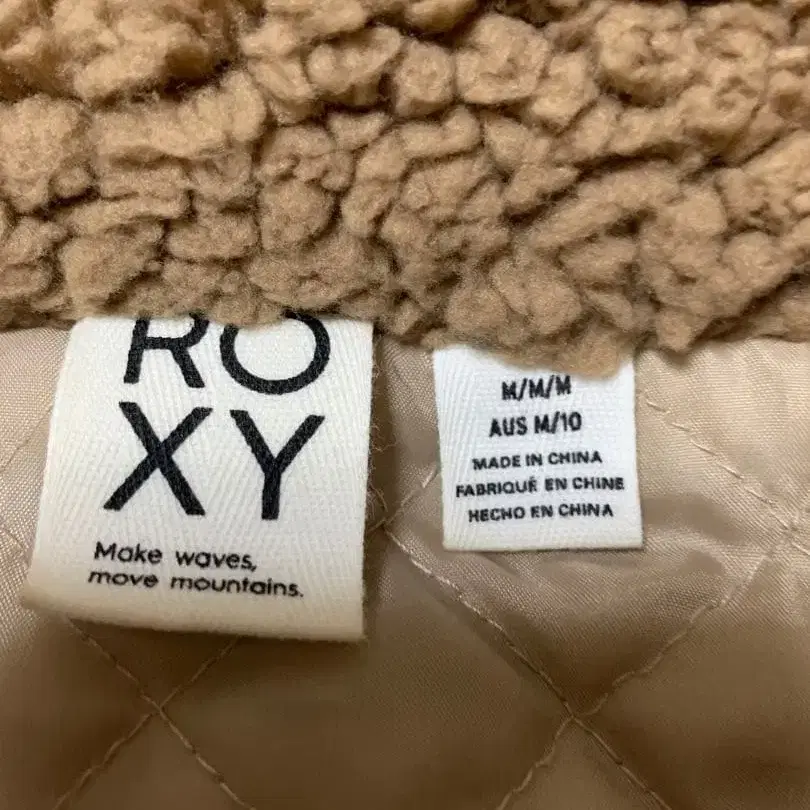 RO
XY
Make waves,
move mountains.
M/M/M
AUS M/10
MADE IN CHINA
FABRIQUÉ EN CHINE
HECHO EN CHINA